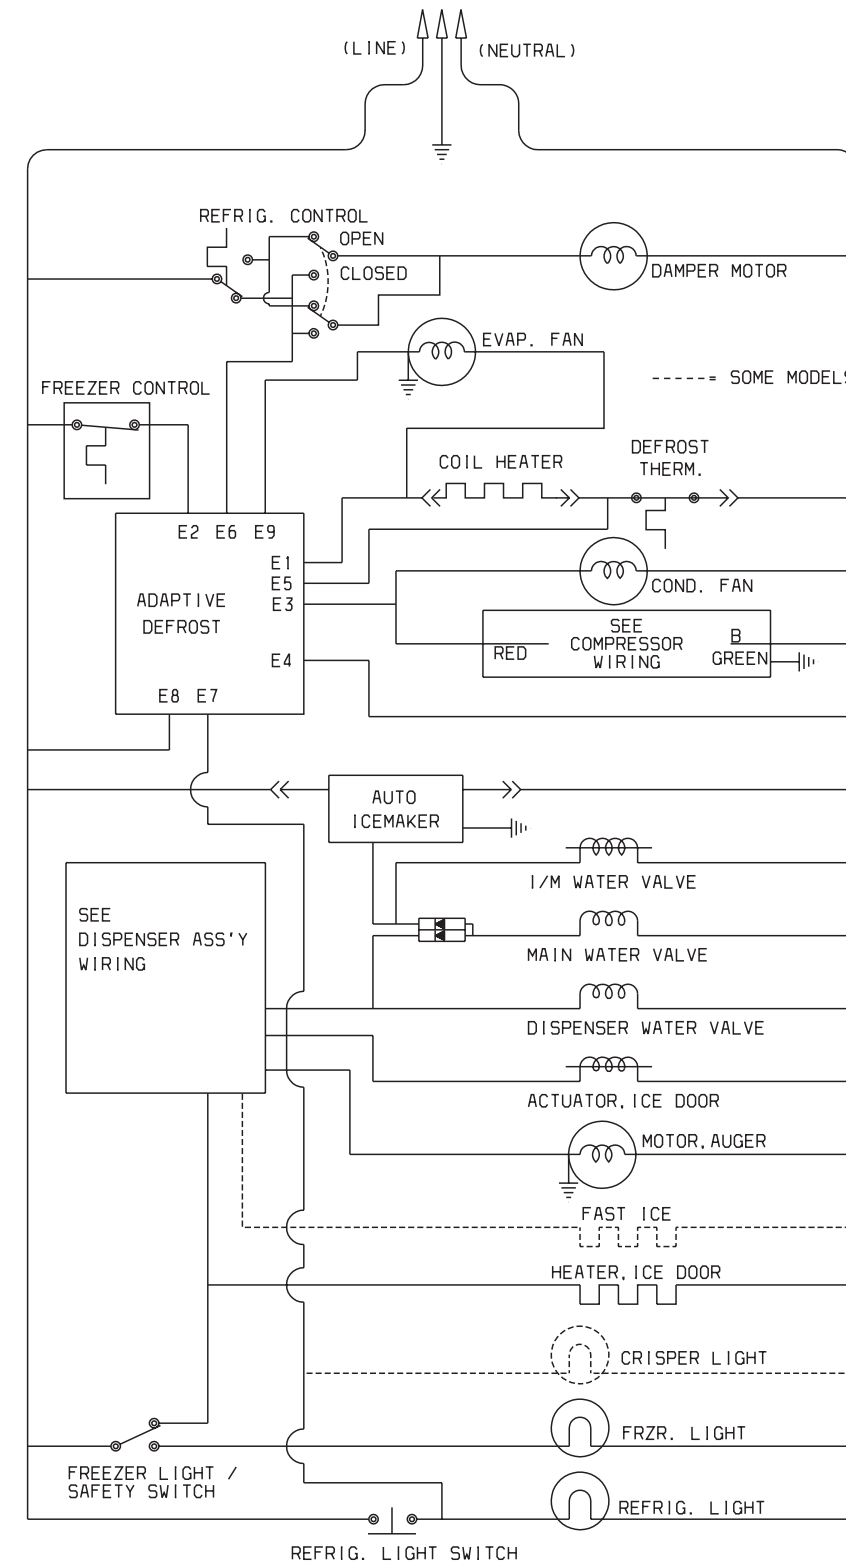 (LINE)
(NEUTRAL)
REFRIG. CONTROL
OPEN
CLOSED
DAMPER MOTOR
EVAP. FAN
FREEZER CONTROL
-----= SOME MODELS
COIL HEATER
DEFROST
THERM.
E2 E6 E9
E1
E5
E3
ADAPTIVE
DEFROST
E4
E8 E7
COND. FAN
SEE
COMPRESSOR
WIRING
RED
B
GREEN
AUTO
ICEMAKER
I/M WATER VALVE
SEE
DISPENSER ASS'Y
WIRING
MAIN WATER VALVE
DISPENSER WATER VALVE
ACTUATOR, ICE DOOR
MOTOR, AUGER
FAST ICE
HEATER, ICE DOOR
CRISPER LIGHT
FRZR. LIGHT
FREEZER LIGHT /
SAFETY SWITCH
REFRIG. LIGHT
REFRIG. LIGHT SWITCH